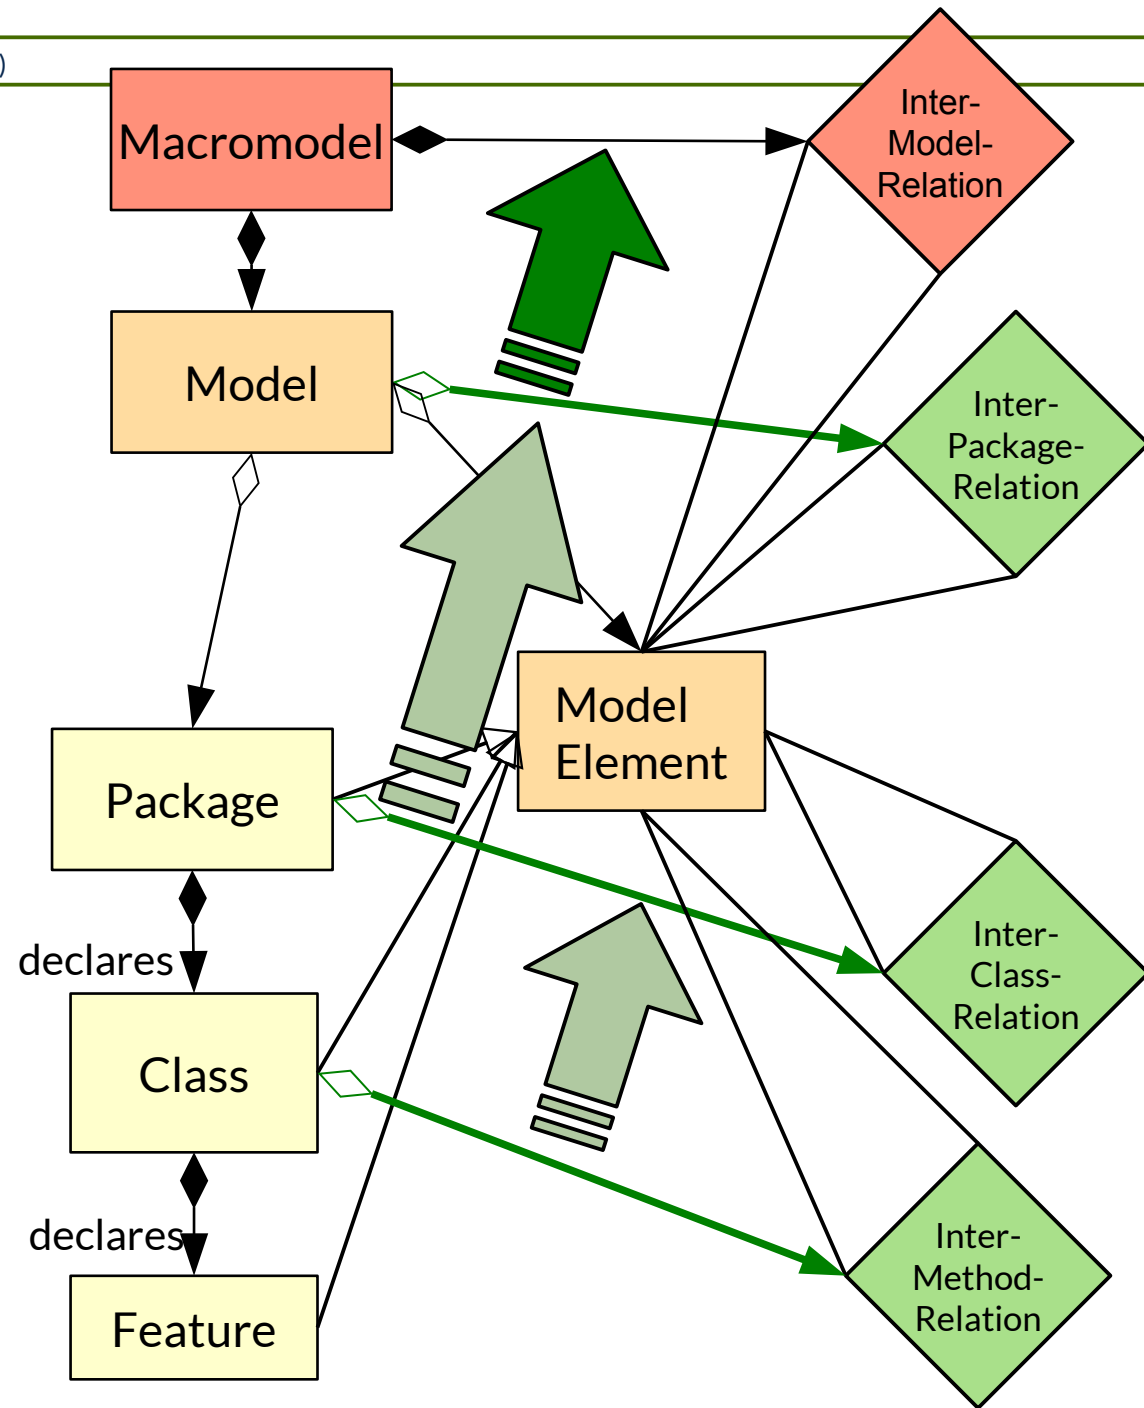 )
Macromodel
Inter-
Model-
Relation
Model
Inter-
Package-
Relation
Model
Element
Package
declares
Inter-
Class-
Relation
Class
declares
Inter-
Method-
Relation
Feature